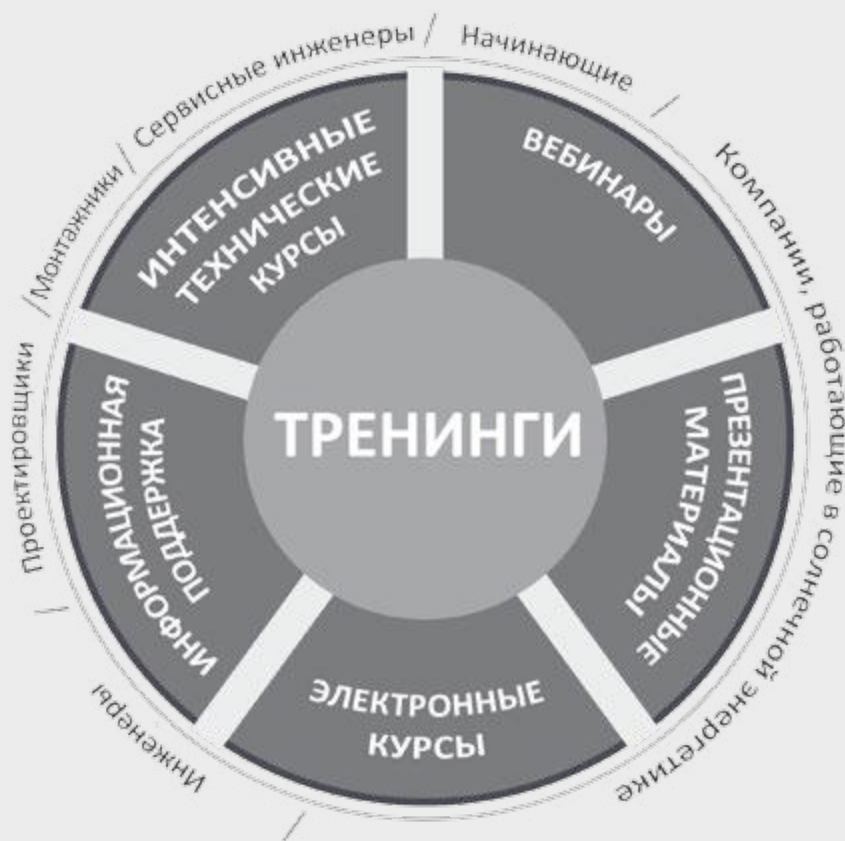 Сервисные инженеры
Начинающие
Компании, работающие в солнечной энергетике
Инженеры
Проектировщики
Монтажники
ИНТЕНСИВНЫЕ
ТЕХНИЧЕСКИЕ
КУРСЫ
ВЕБИНАРЫ
ПРЕЗЕНТАЦИОННЫЕ
МАТЕРИАЛЫ
ЭЛЕКТРОННЫЕ
КУРСЫ
ИНФОРМАЦИОННАЯ
ПОДДЕРЖКА
ТРЕНИНГИ